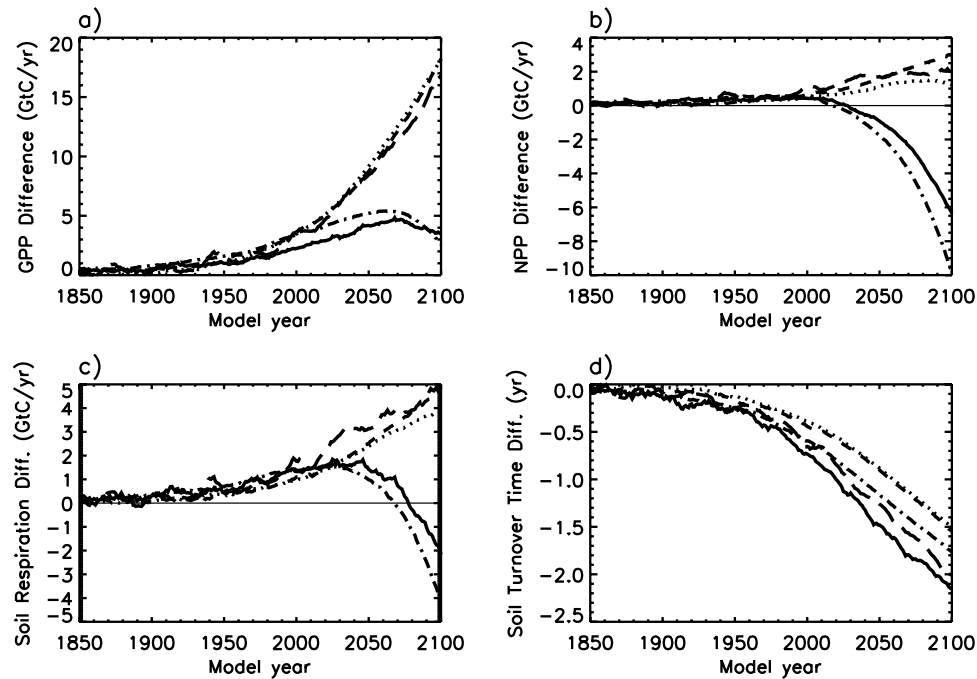 a)
GPP Difference (GtC/yr)
20
15
10
5
0
1850 1900 1950 2000 2050 2100
Model year
b)
NPP Difference (GtC/yr)
4
2
0
−2
−4
−6
−8
−10
1850 1900 1950 2000 2050 2100
Model year
c)
Soil Respiration Diff. (GtC/yr)
5
4
3
2
1
0
−1
−2
−3
−4
−5
1850 1900 1950 2000 2050 2100
Model year
d)
Soil Turnover Time Diff. (yr)
0.0
−0.5
−1.0
−1.5
−2.0
−2.5
1850 1900 1950 2000 2050 2100
Model year